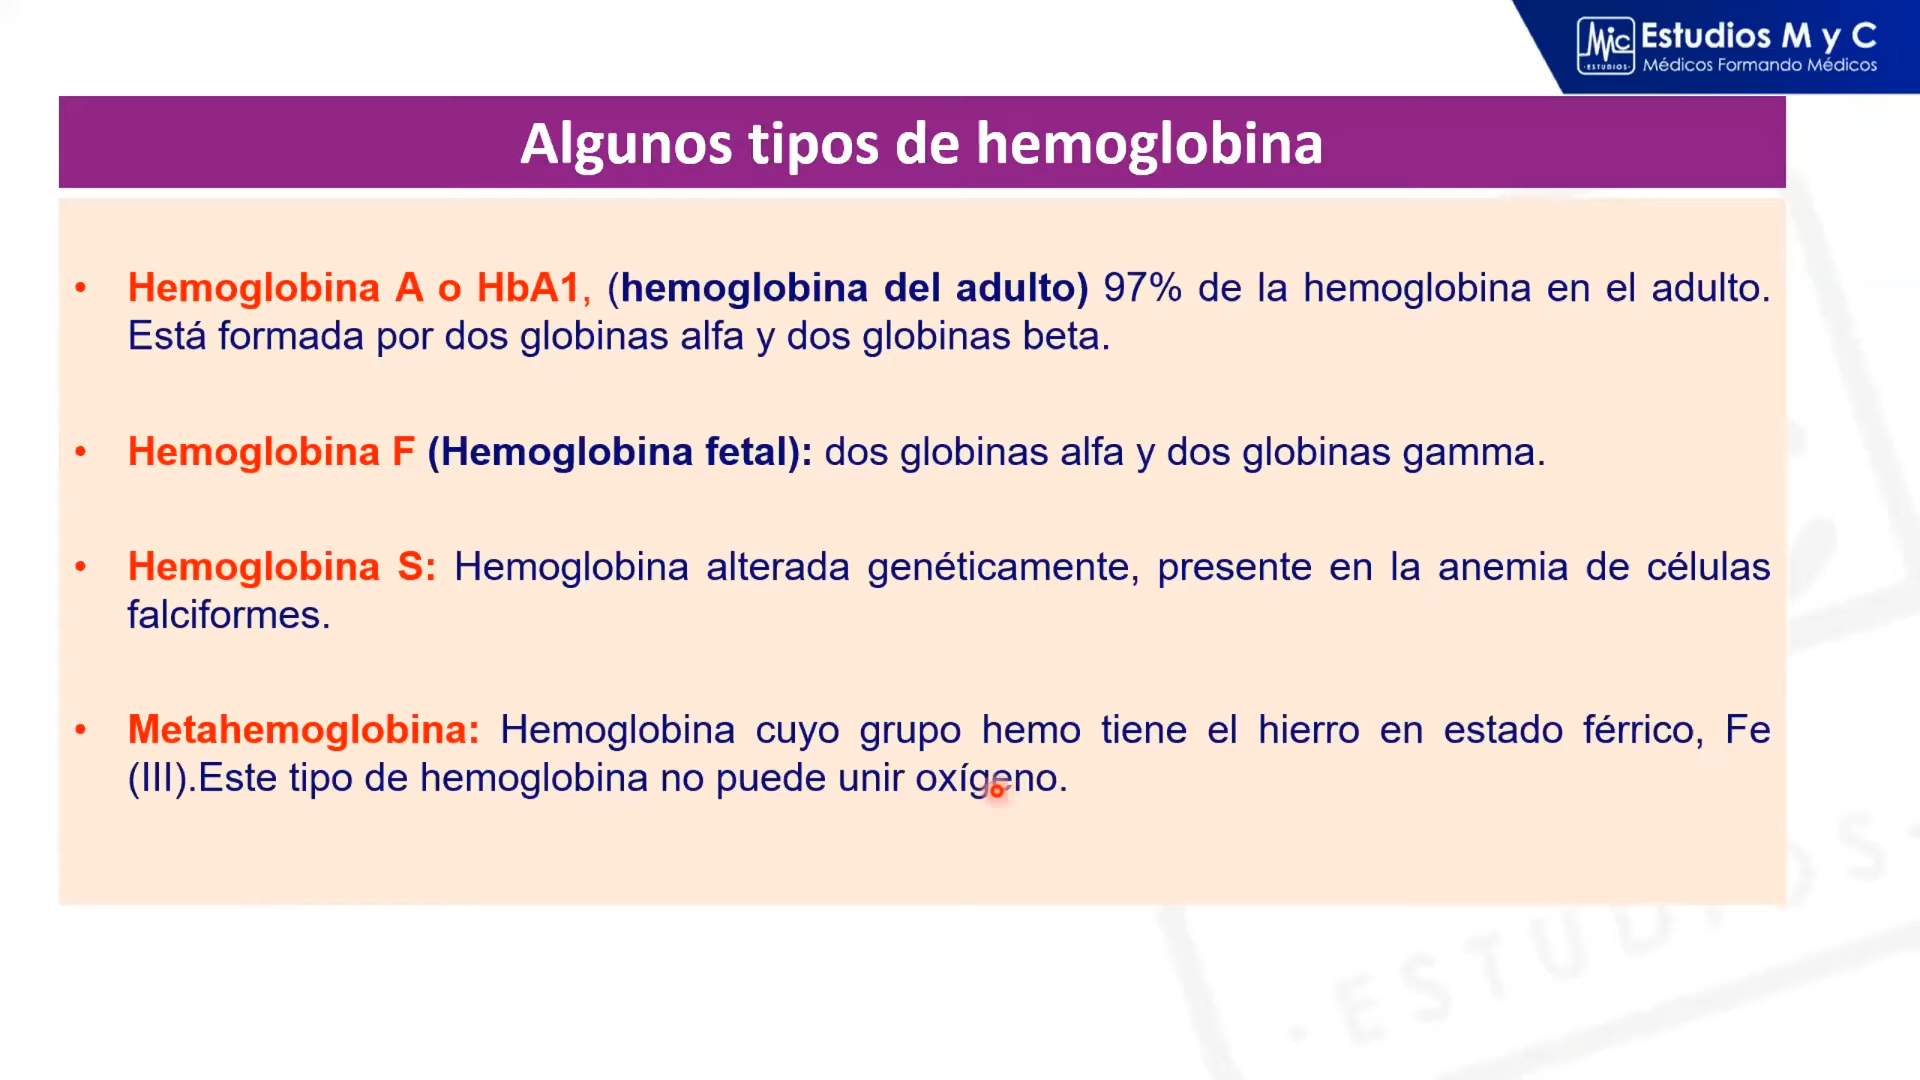 MyC
·ESTUDIOS·
Estudios M y C
Médicos Formando Médicos
Algunos tipos de hemoglobina
• Hemoglobina A o HbA1, (hemoglobina del adulto) 97% de la hemoglobina en el adulto.
Está formada por dos globinas alfa y dos globinas beta.
• Hemoglobina F (Hemoglobina fetal): dos globinas alfa y dos globinas gamma.
• Hemoglobina S: Hemoglobina alterada genéticamente, presente en la anemia de células
falciformes.
• Metahemoglobina: Hemoglobina cuyo grupo hemo tiene el hierro en estado férrico, Fe
(III).Este tipo de hemoglobina no puede unir oxígeno.
·ESTUDIOS·